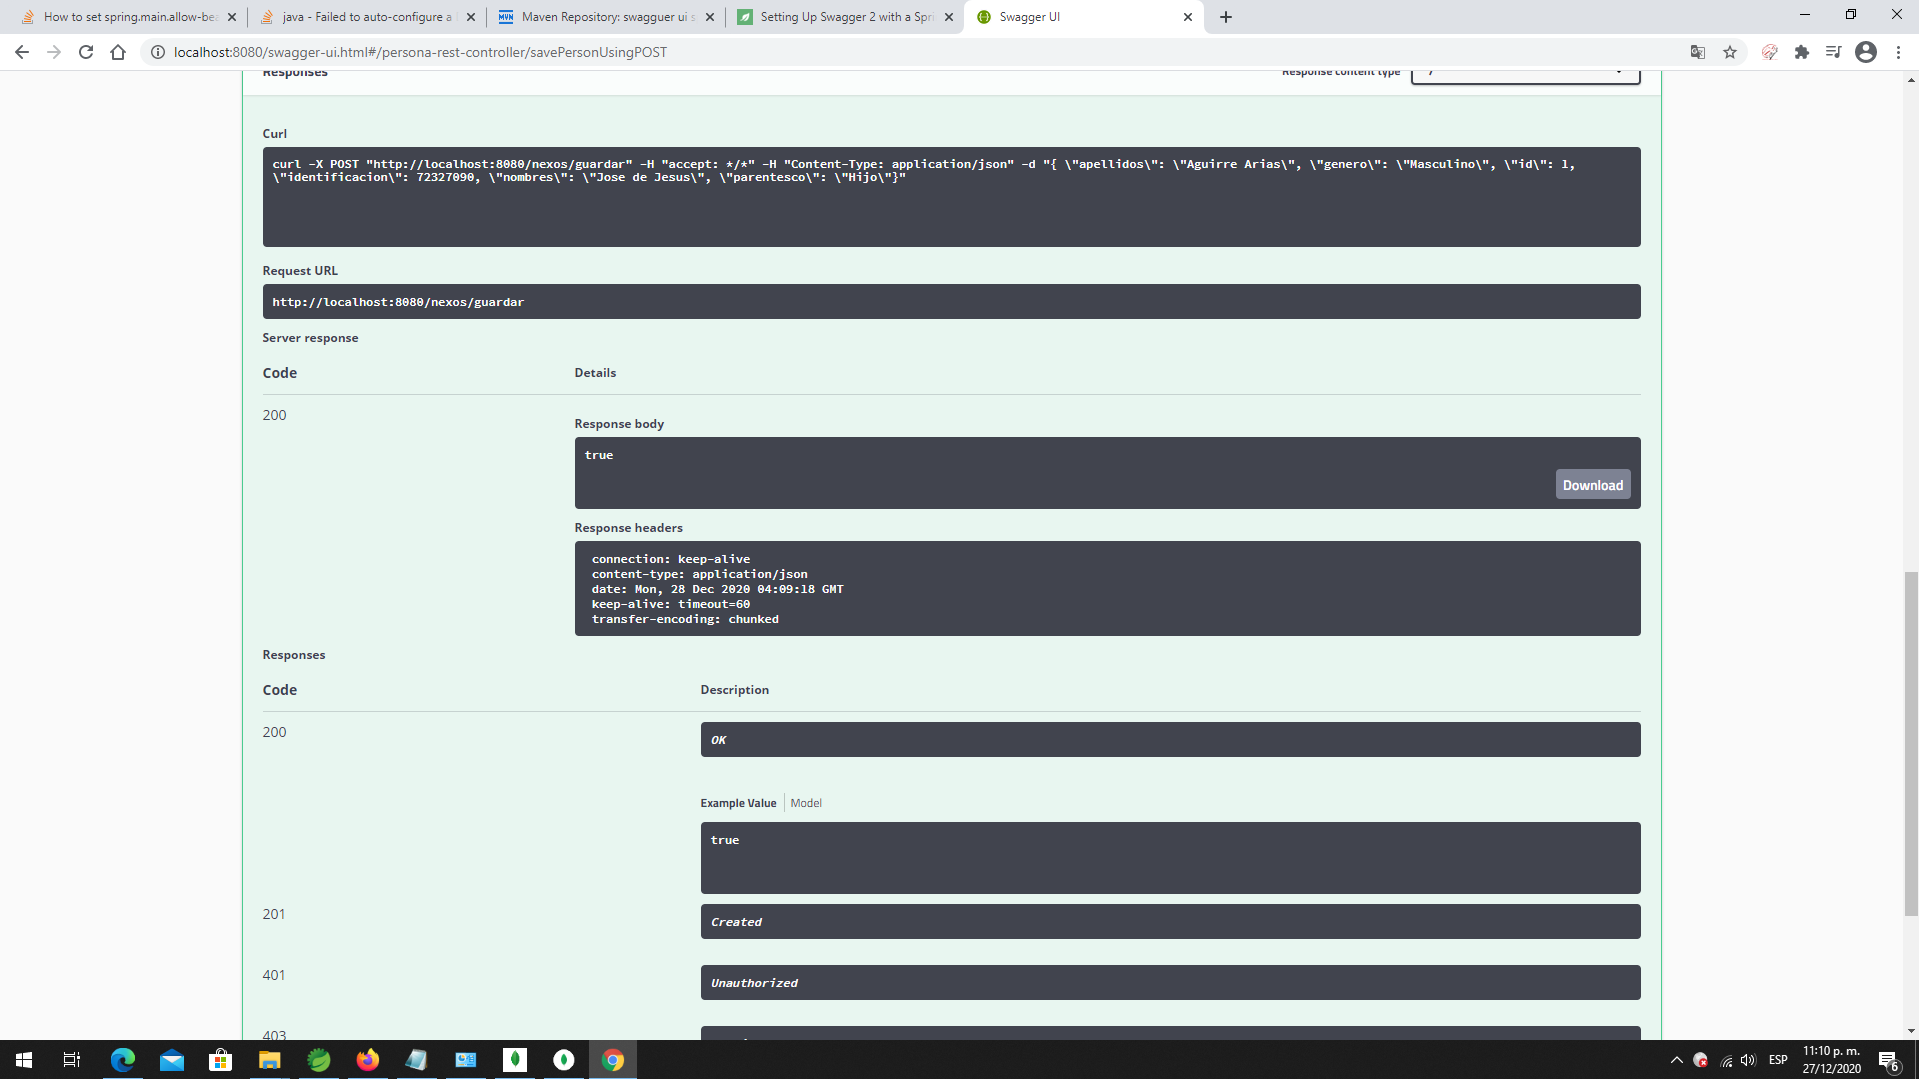 How to set spring.main.allow-bea
java - Failed to auto-configure a
Maven Repository: swagguer ui s
Setting Up Swagger 2 with a Spri
Swagger UI
localhost:8080/swagger-ui.html#/persona-rest-controller/savePersonUsingPOST
Responses
Response content type
Curl
curl -X POST "http://localhost:8080/nexos/guardar" -H "accept: */*" -H "Content-Type: application/json" -d "{ \"apellidos\": \"Aguirre Arias\", \"genero\": \"Masculino\", \"id\": 1,
\"identificacion\": 72327090, \"nombres\": \"Jose de Jesus\", \"parentesco\": \"Hijo\"}"
Request URL
http://localhost:8080/nexos/guardar
Server response
Code
Details
200
Response body
true
Download
Response headers
connection: keep-alive
content-type: application/json
date: Mon, 28 Dec 2020 04:09:18 GMT
keep-alive: timeout=60
transfer-encoding: chunked
Responses
Code
Description
200
OK
Example Value
Model
true
201
Created
401
Unauthorized
403
ESP
11:10 p. m.
27/12/2020
6